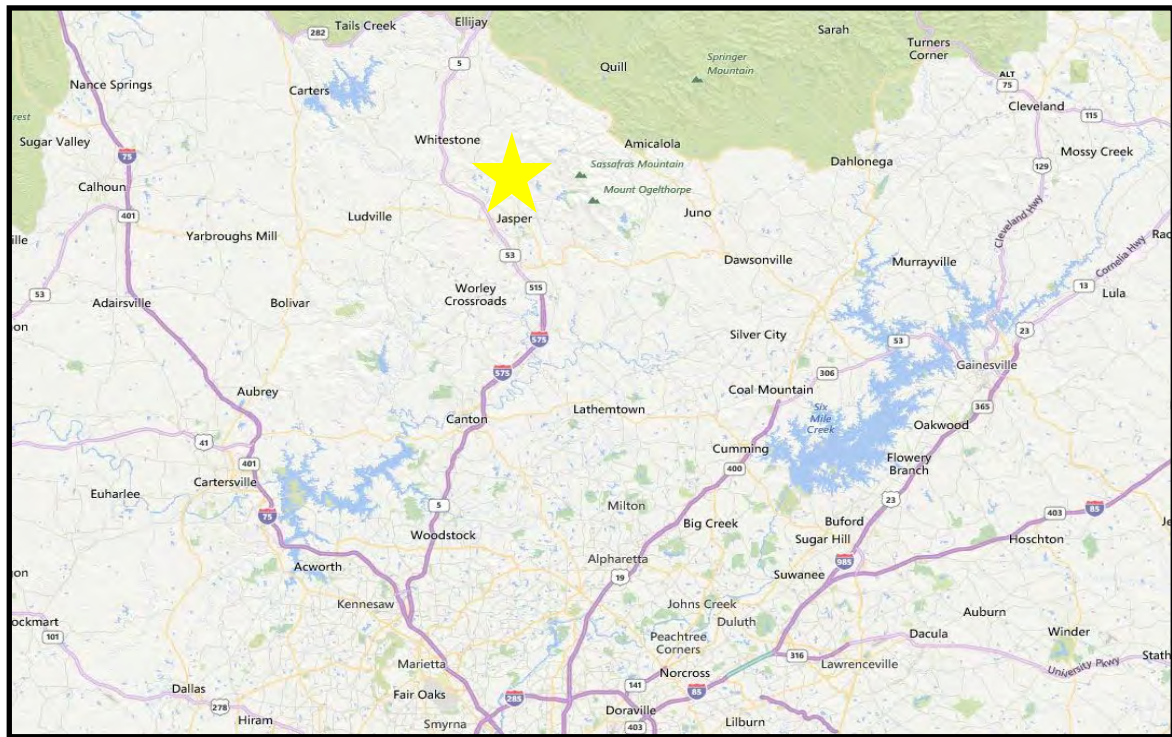 Tails Creek
Ellijay
282
5
Sarah
Turners
Corner
Springer
Mountain
Quill
Nance Springs
Carters
ALT
75
Cleveland
115
rest
Sugar Valley
75
Whitestone
Amicalola
Dahlonega
Mossy Creek
129
Sassafras Mountain
Calhoun
Mount Ogelthorpe
401
Ludville
Jasper
Juno
Cleveland Hwy
ville
Yarbroughs Mill
53
Dawsonville
Murrayville
Cornelia Hwy
Rac
53
Adairsville
Bolivar
Worley
Crossroads
515
13
Lula
on
575
Silver City
53
23
575
306
Gainesville
Aubrey
Coal Mountain
Canton
Lathemtown
Six
Mile
Creek
365
Oakwood
41
Cumming
401
400
Flowery
Branch
Cartersville
Euharlee
5
Milton
23
403
85
75
Big Creek
Buford
Woodstock
Sugar Hill
Hoschton
Alpharetta
985
Acworth
19
Suwanee
on
Kennesaw
Johns Creek
Auburn
ockmart
Duluth
101
Peachtree
Corners
Dacula
Winder
Marietta
316
Lawrenceville
University Pkwy
Stath
Norcross
Dallas
Fair Oaks
285
141
85
278
Hiram
Smyrna
Doraville
403
Lilburn